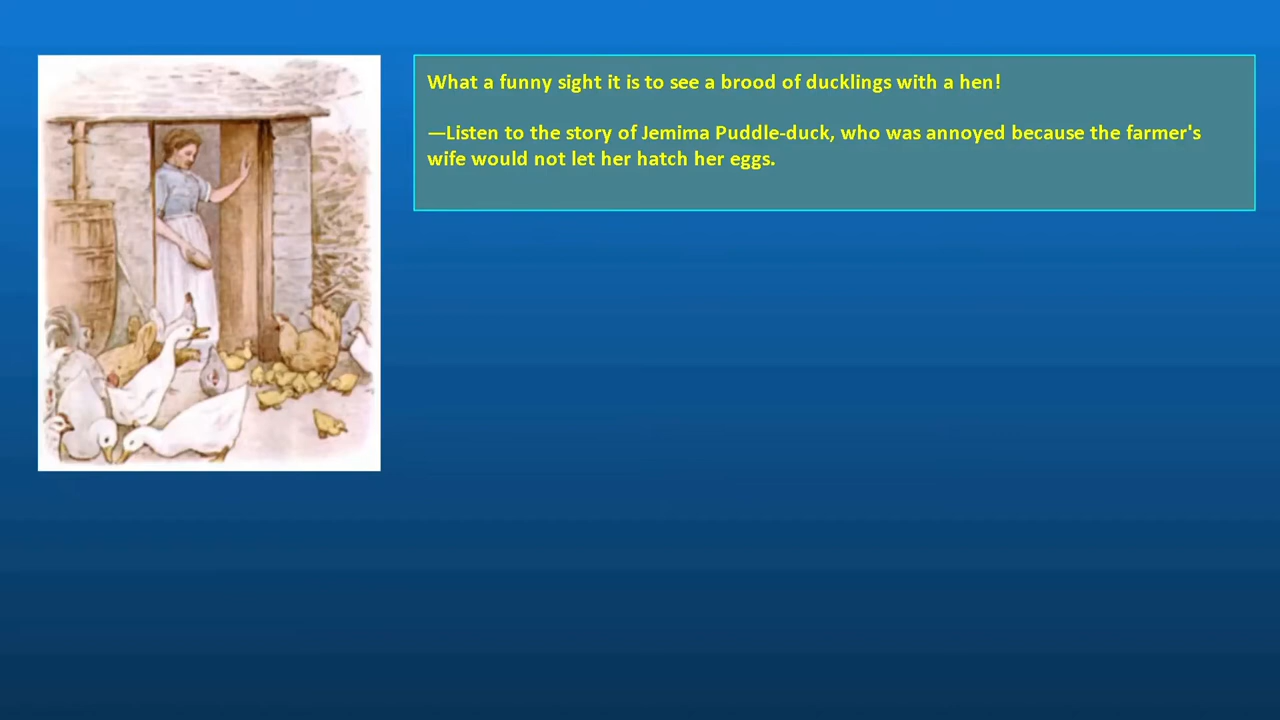 What a funny sight it is to see a brood of ducklings with a hen!
—Listen to the story of Jemima Puddle-duck, who was annoyed because the farmer's
wife would not let her hatch her eggs.